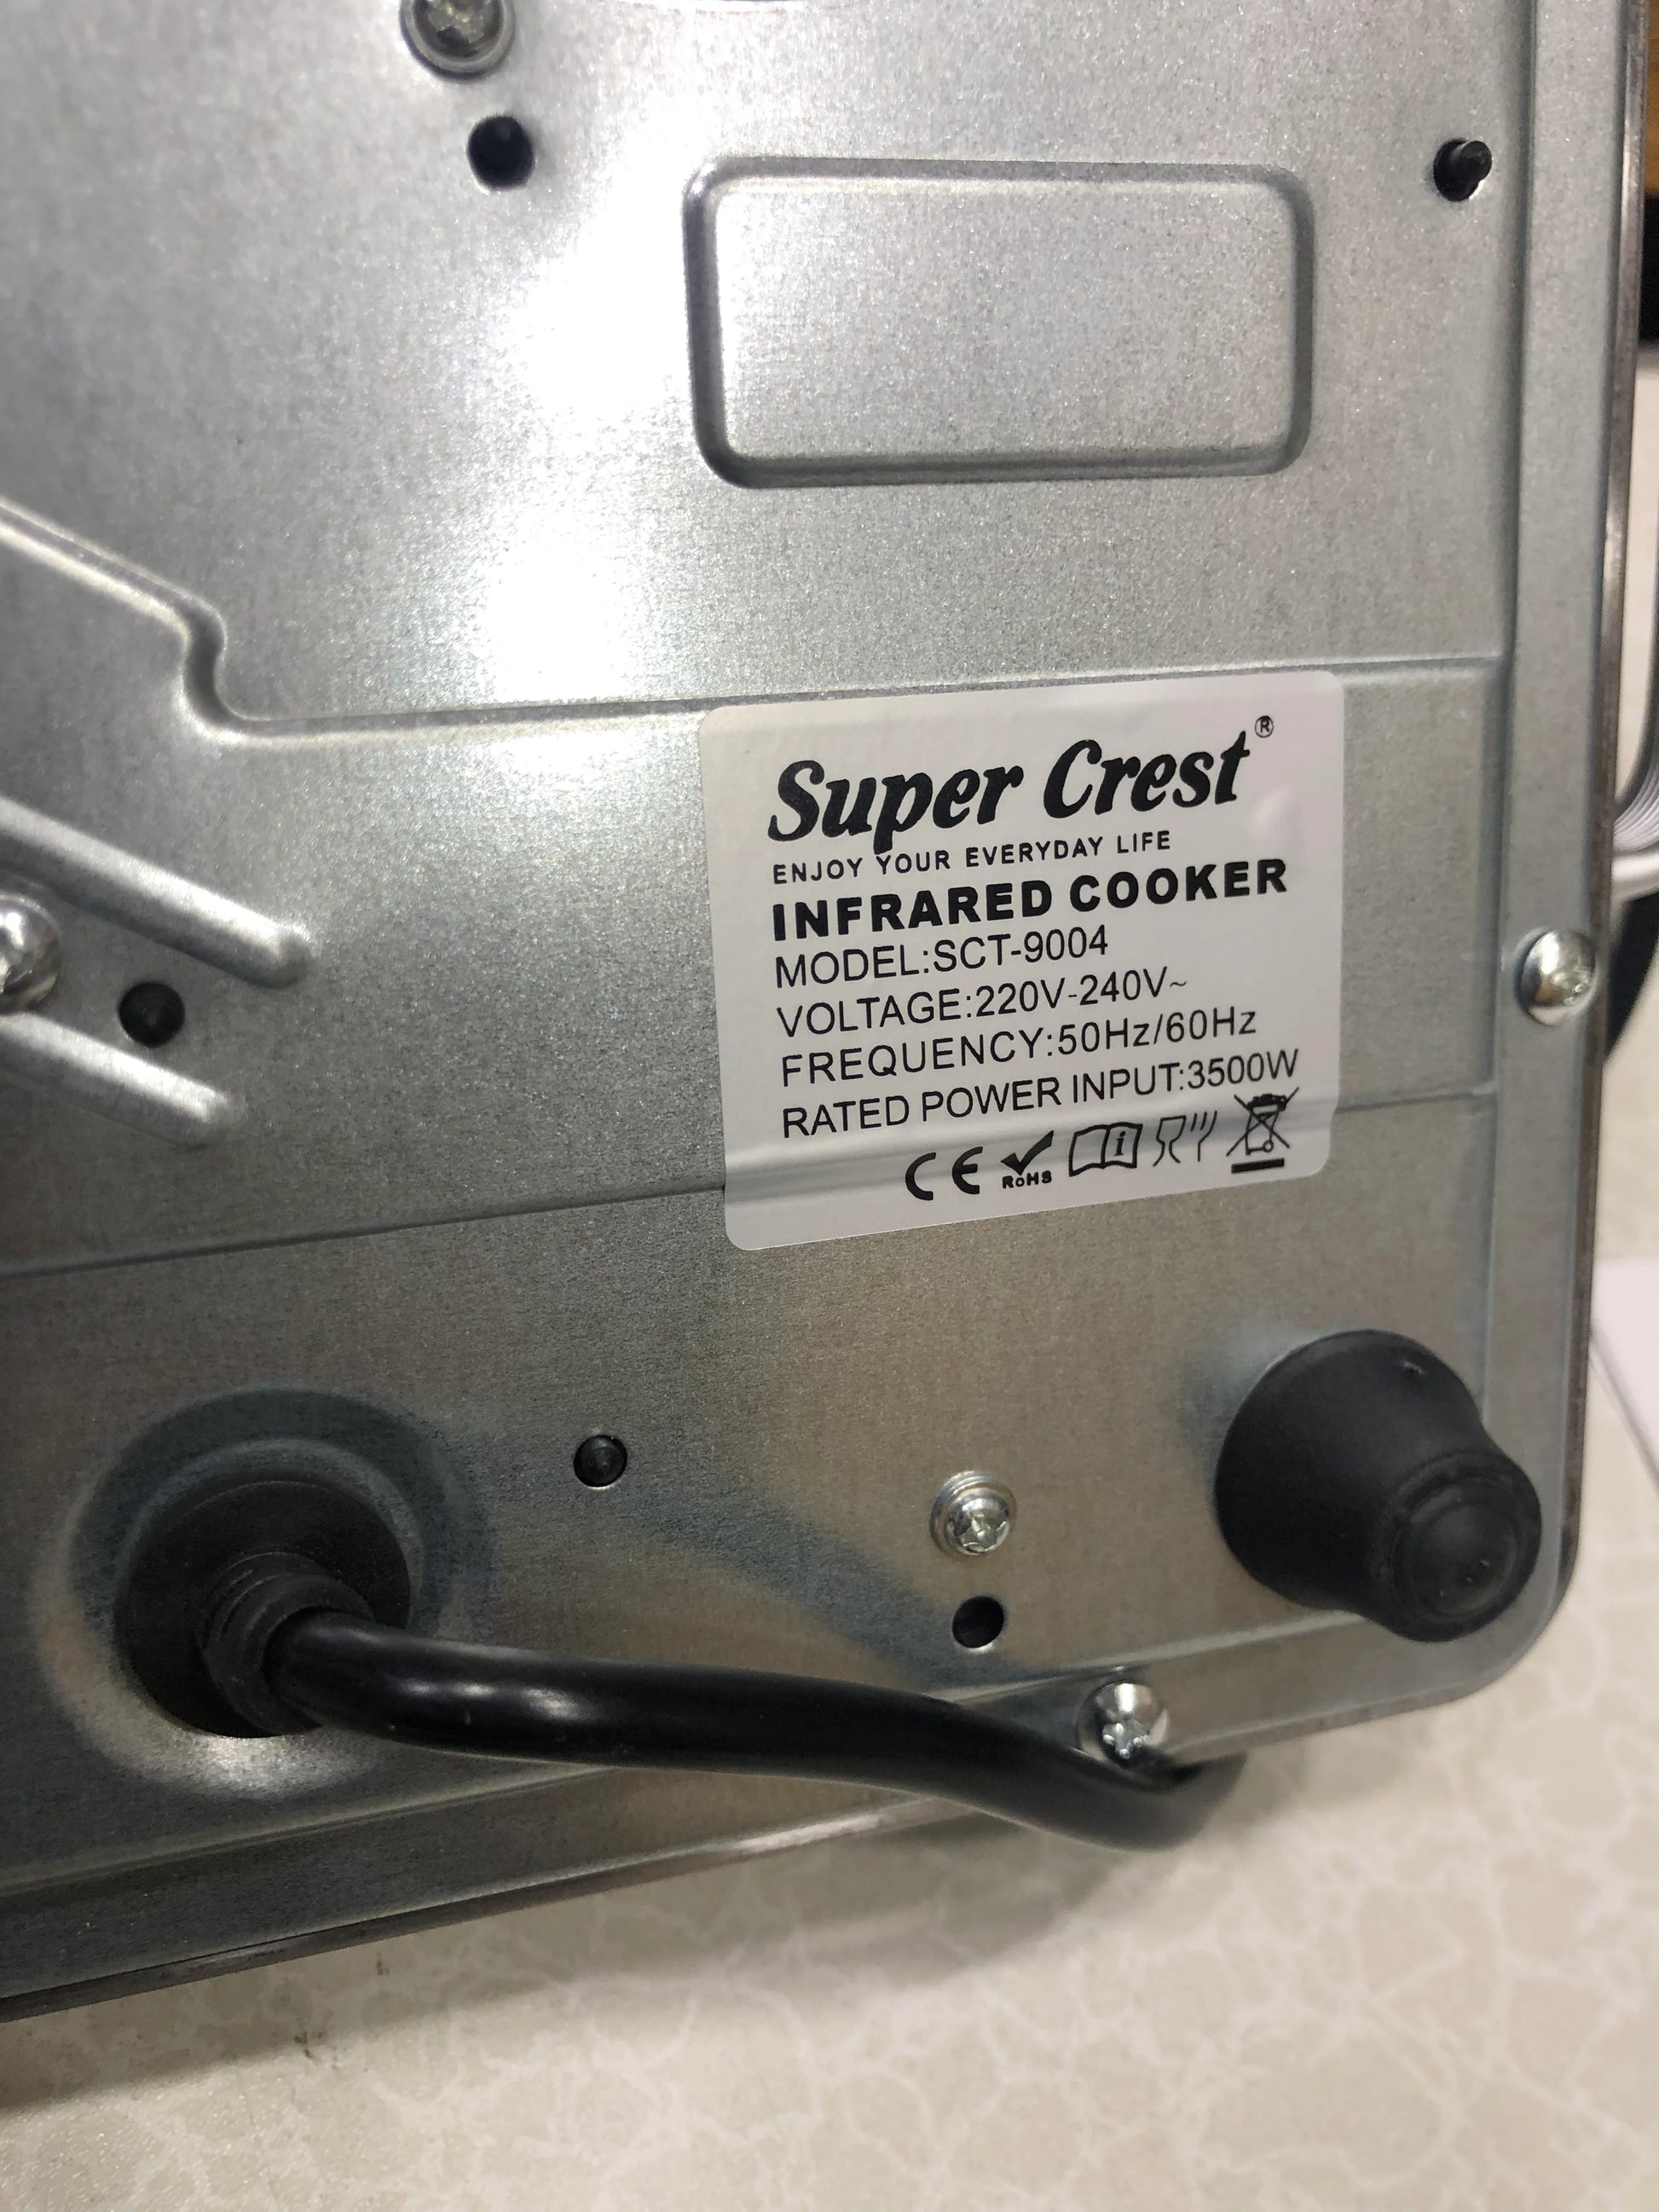 Super Crest®
ENJOY YOUR EVERYDAY LIFE
INFRARED COOKER
MODEL:SCT-9004
VOLTAGE:220V-240V~
FREQUENCY:50Hz/60Hz
RATED POWER INPUT:3500W
CE RoHS i